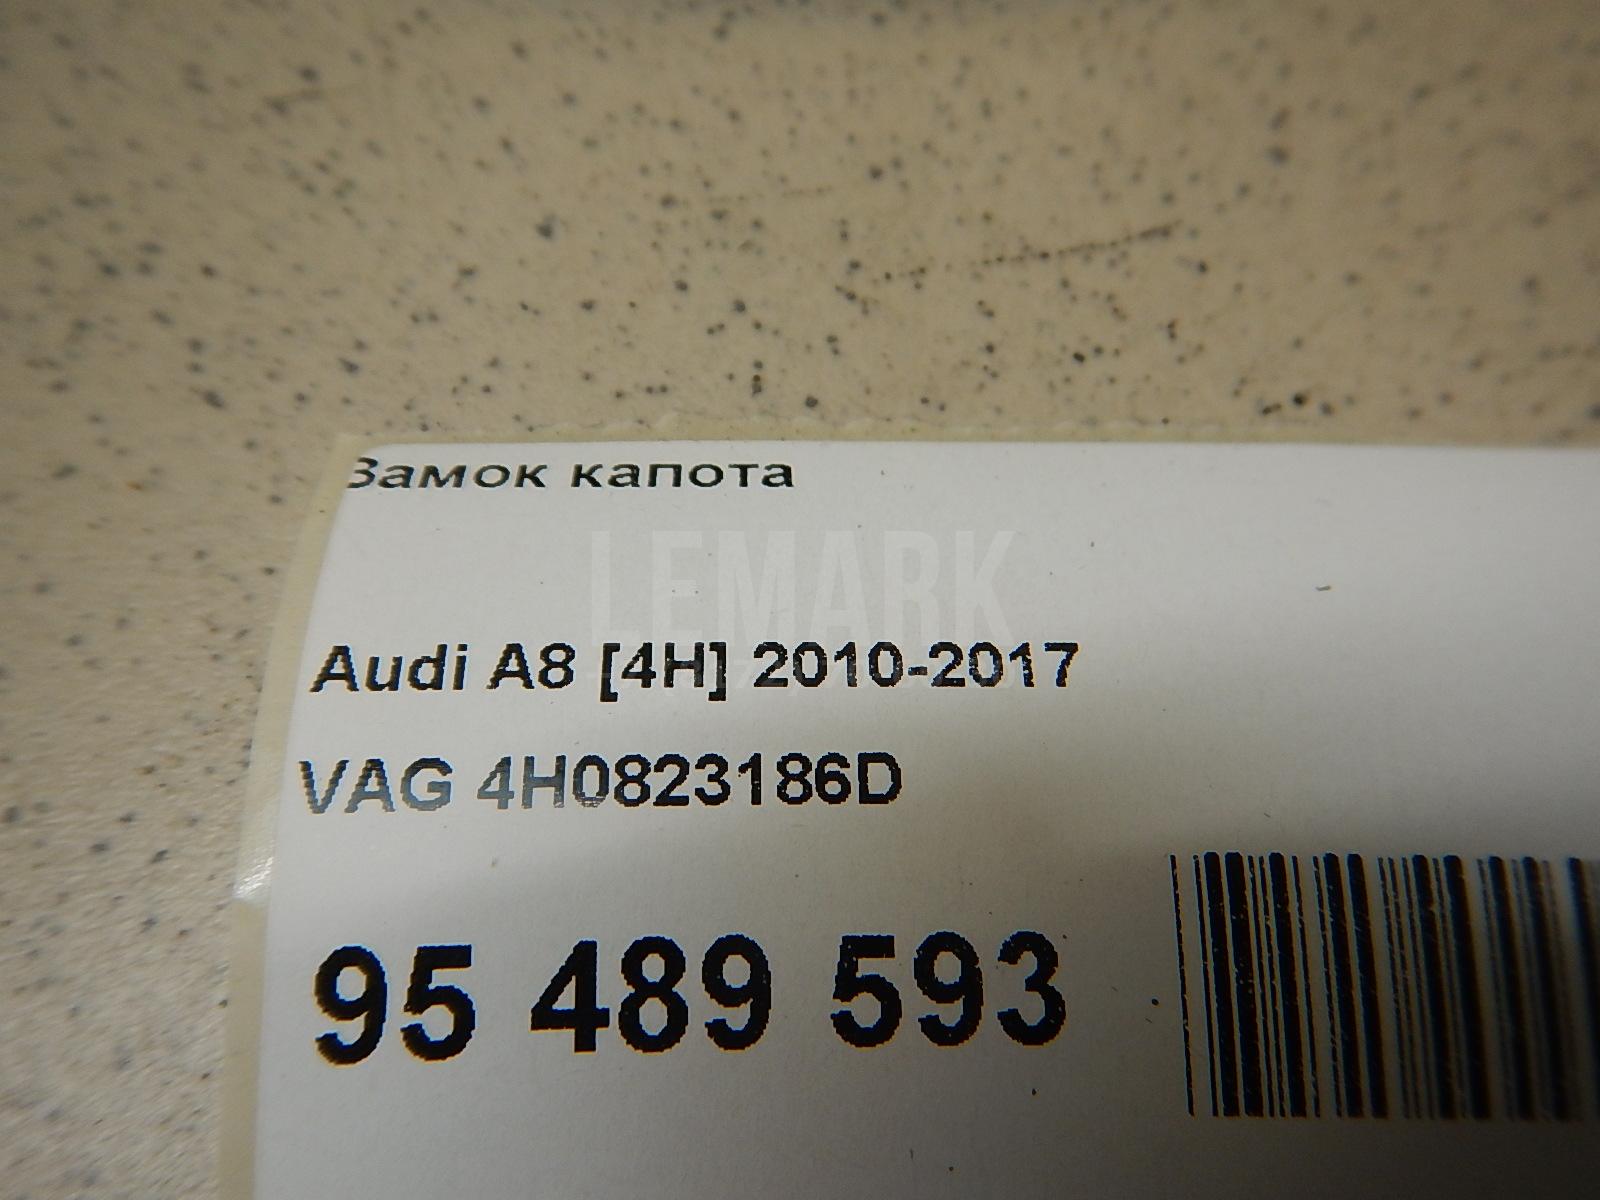 Замок капота
LEMARK
Audi A8 [4H] 2010-2017
VAG 4H0823186D
95 489 593